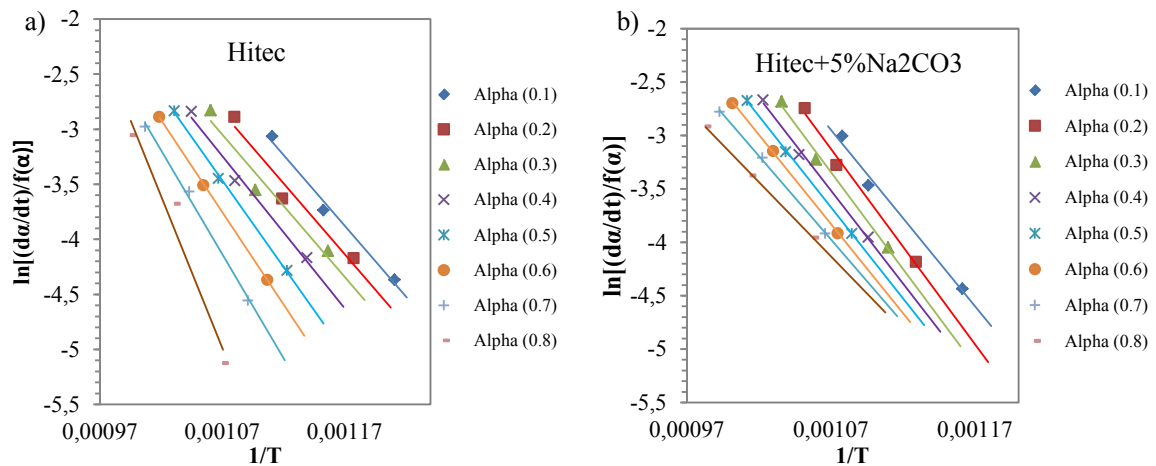 a)
Hitec
-2
-2,5
-3
-3,5
-4
-4,5
-5
-5,5
ln[(dα/dt)/f(α)]
0,00097
0,00107
0,00117
1/T
Alpha (0.1)
Alpha (0.2)
Alpha (0.3)
Alpha (0.4)
Alpha (0.5)
Alpha (0.6)
Alpha (0.7)
Alpha (0.8)
b)
Hitec+5%Na2CO3
-2
-2,5
-3
-3,5
-4
-4,5
-5
-5,5
ln[(dα/dt)/f(α)]
0,00097
0,00107
0,00117
1/T
Alpha (0.1)
Alpha (0.2)
Alpha (0.3)
Alpha (0.4)
Alpha (0.5)
Alpha (0.6)
Alpha (0.7)
Alpha (0.8)